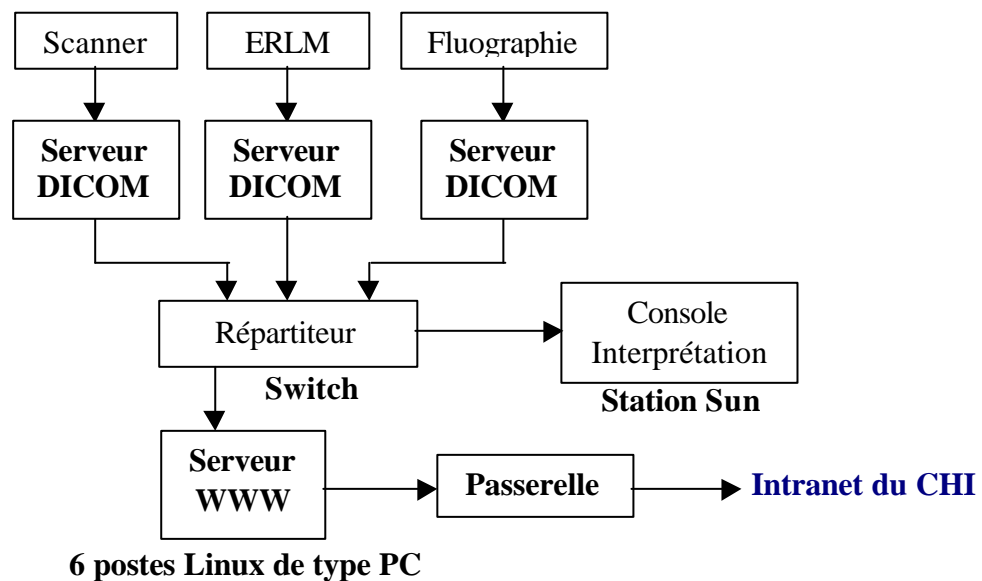 Scanner
ERLM
Fluographie
Serveur
DICOM
Serveur
DICOM
Serveur
DICOM
Répartiteur
Switch
Console
Interprétation
Station Sun
Serveur
WWW
Passerelle
Intranet du CHI
6 postes Linux de type PC